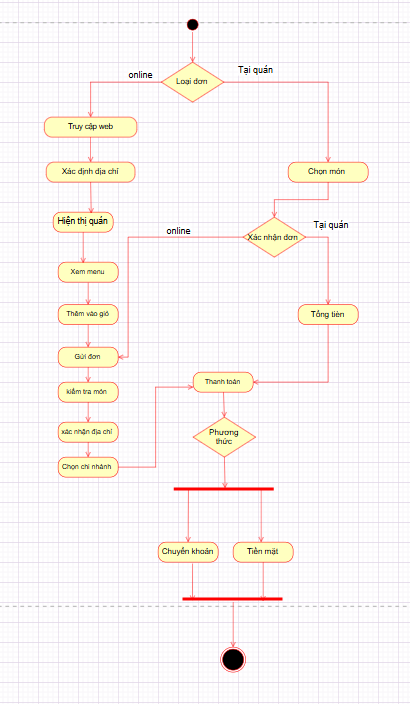 online
Tại quán
Loại đơn
Truy cập web
Xác định địa chỉ
Chọn món
Hiện thị quán
online
Tại quán
Xác nhận đơn
Xem menu
Thêm vào giỏ
Tổng tiền
Gửi đơn
Thanh toán
kiểm tra món
Phương
thức
xác nhận địa chỉ
Chọn chi nhánh
Chuyển khoản
Tiền mặt